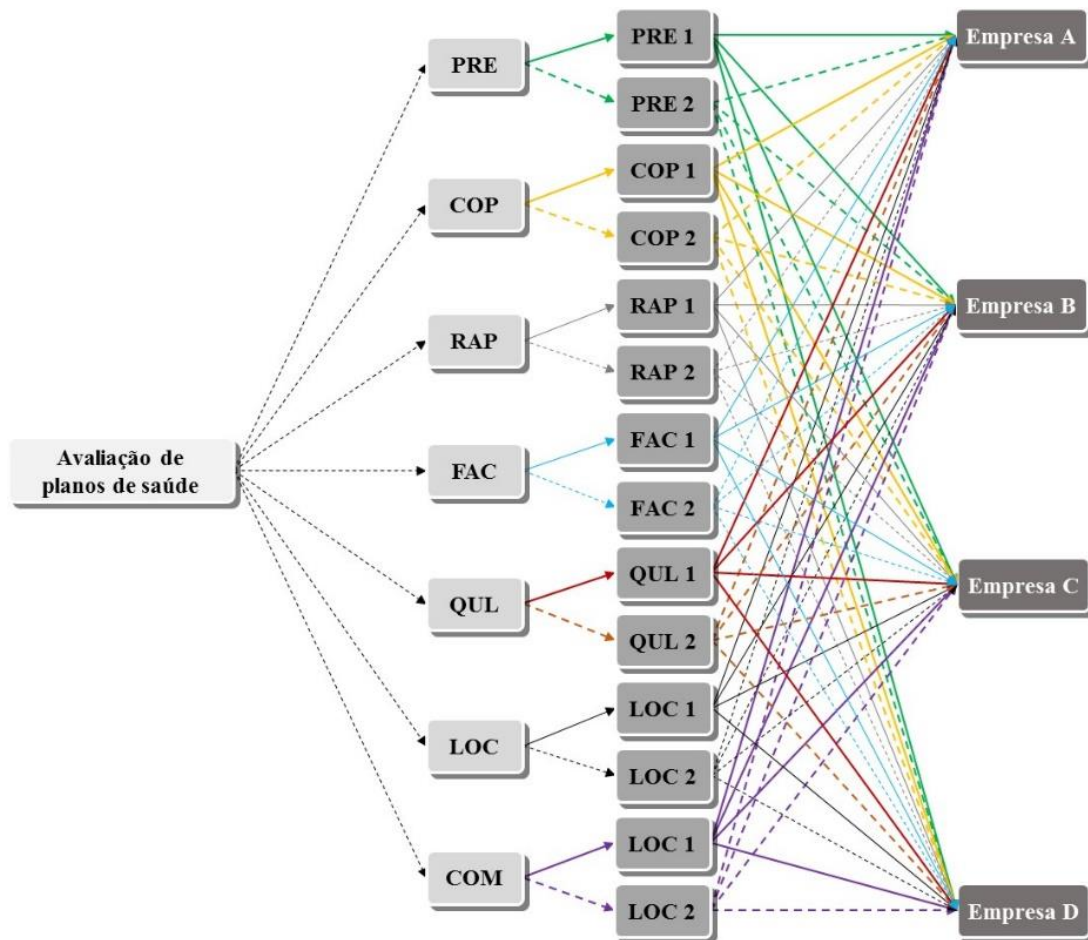 Avaliação de
planos de saúde
PRE
COP
RAP
FAC
QUL
LOC
COM
PRE 1
PRE 2
COP 1
COP 2
RAP 1
RAP 2
FAC 1
FAC 2
QUL 1
QUL 2
LOC 1
LOC 2
LOC 1
LOC 2
Empresa A
Empresa B
Empresa C
Empresa D